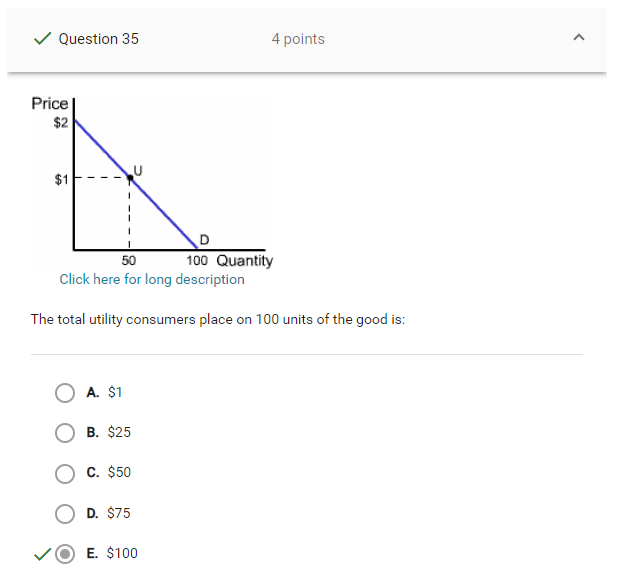 Question 35 4 points
Price
$2
U
$1
D
50 100 Quantity
Click here for long description
The total utility consumers place on 100 units of the good is:
A. $1
B. $25
C. $50
D. $75
E. $100